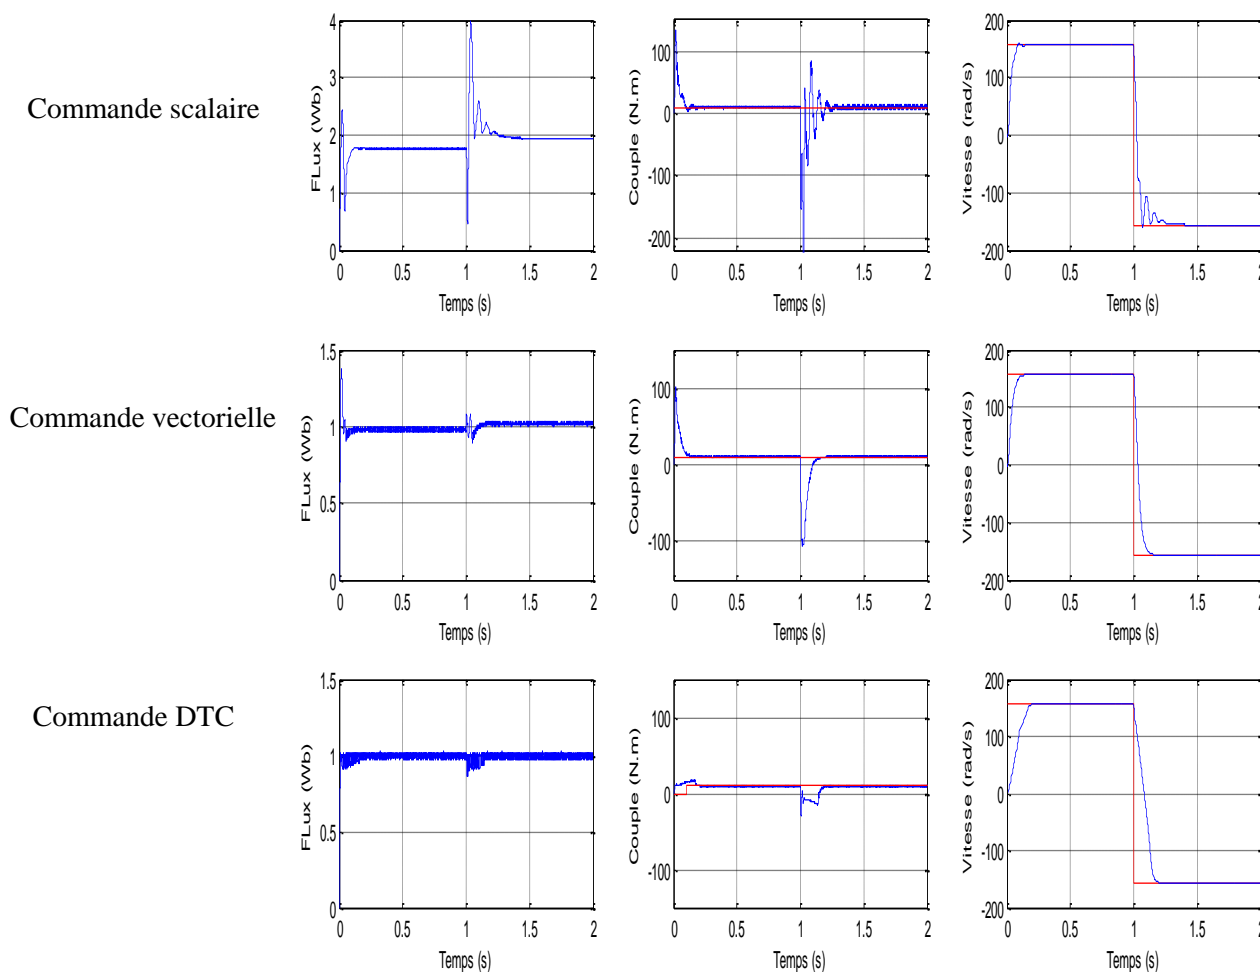 Commande scalaire
FLux (Wb)
4
3
2
1
0
0 0.5 1 1.5 2
Temps (s)
Couple (N.m)
100
0
-100
-200
0 0.5 1 1.5 2
Temps (s)
Vitesse (rad/s)
200
100
0
-100
-200
0 0.5 1 1.5 2
Temps (s)
Commande vectorielle
FLux (Wb)
1.5
1
0.5
0
0 0.5 1 1.5 2
Temps (s)
Couple (N.m)
100
0
-100
0 0.5 1 1.5 2
Temps (s)
Vitesse (rad/s)
200
100
0
-100
-200
0 0.5 1 1.5 2
Temps (s)
Commande DTC
FLux (Wb)
1.5
1
0.5
0
0 0.5 1 1.5 2
Temps (s)
Couple (N.m)
100
0
-100
0 0.5 1 1.5 2
Temps (s)
Vitesse (rad/s)
200
100
0
-100
-200
0 0.5 1 1.5 2
Temps (s)